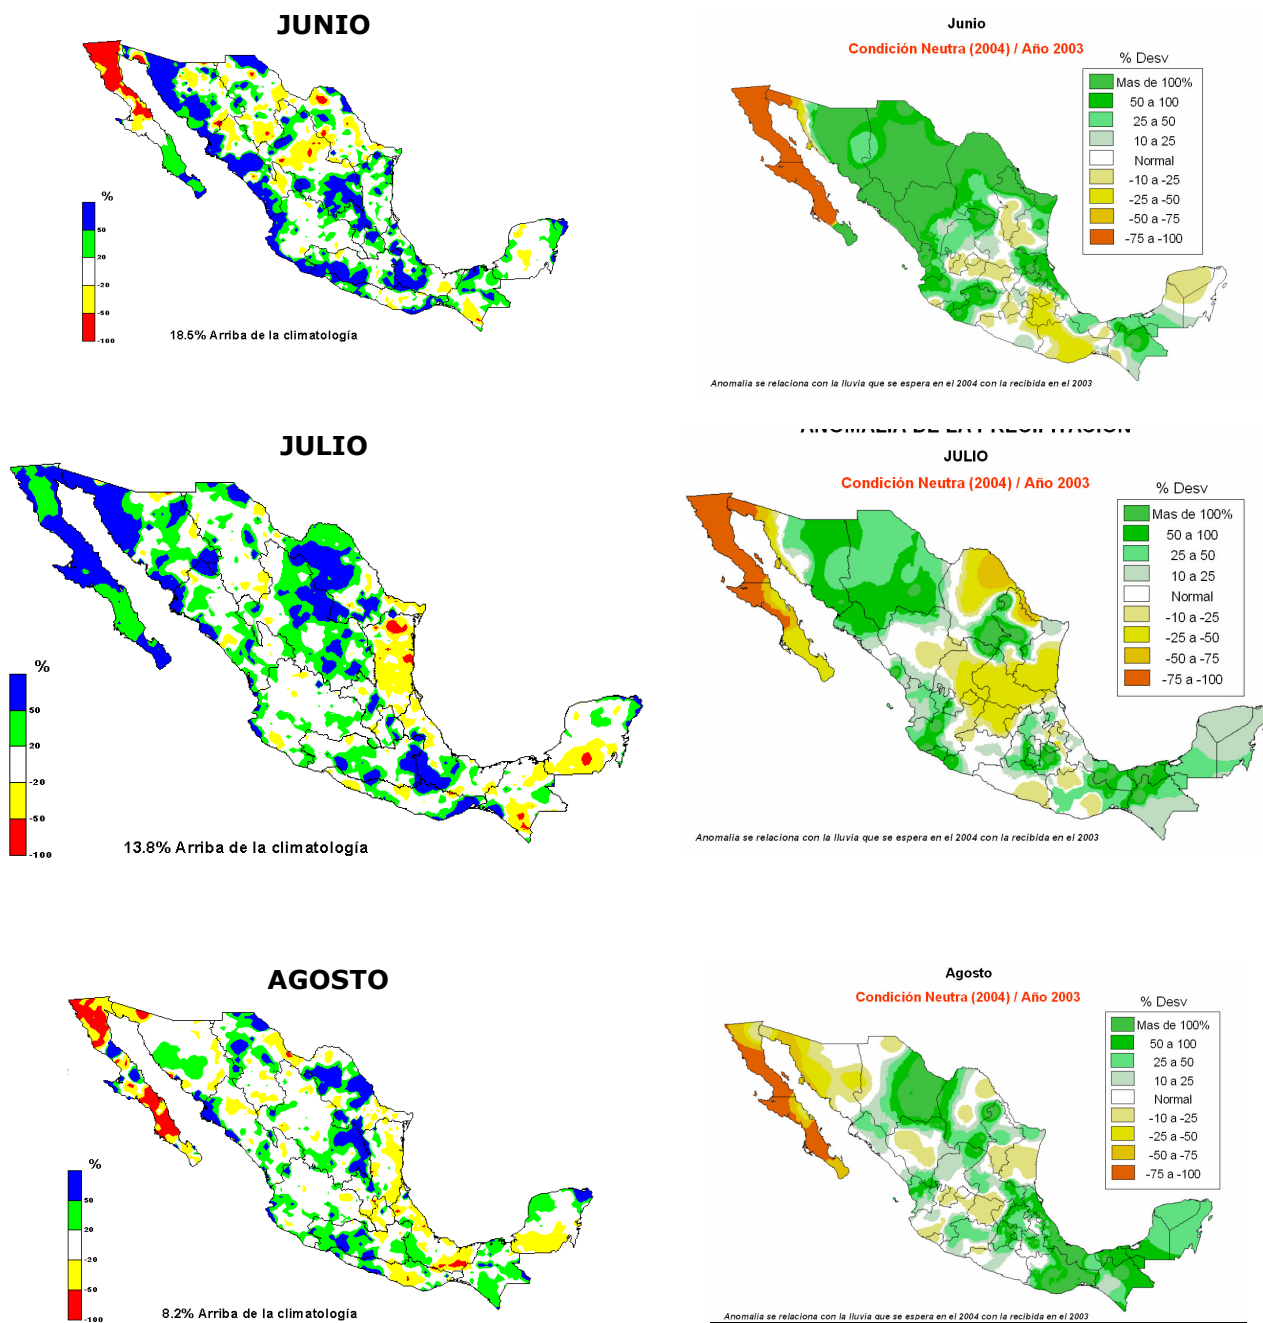 JUNIO
%
50
20
-20
-50
-100
18.5% Arriba de la climatología
Junio
Condición Neutra (2004) / Año 2003
% Desv
Mas de 100%
50 a 100
25 a 50
10 a 25
Normal
-10 a -25
-25 a -50
-50 a -75
-75 a -100
Anomalia se relaciona con la lluvia que se espera en el 2004 con la recibida en el 2003
JULIO
%
50
20
-20
-50
-100
13.8% Arriba de la climatología
ANOMALIA DE LA PRECIPITACION
JULIO
Condición Neutra (2004) / Año 2003
% Desv
Mas de 100%
50 a 100
25 a 50
10 a 25
Normal
-10 a -25
-25 a -50
-50 a -75
-75 a -100
Anomalia se relaciona con la lluvia que se espera en el 2004 con la recibida en el 2003
AGOSTO
%
50
20
-20
-50
-100
8.2% Arriba de la climatología
Agosto
Condición Neutra (2004) / Año 2003
% Desv
Mas de 100%
50 a 100
25 a 50
10 a 25
Normal
-10 a -25
-25 a -50
-50 a -75
-75 a -100
Anomalia se relaciona con la lluvia que se espera en el 2004 con la recibida en el 2003